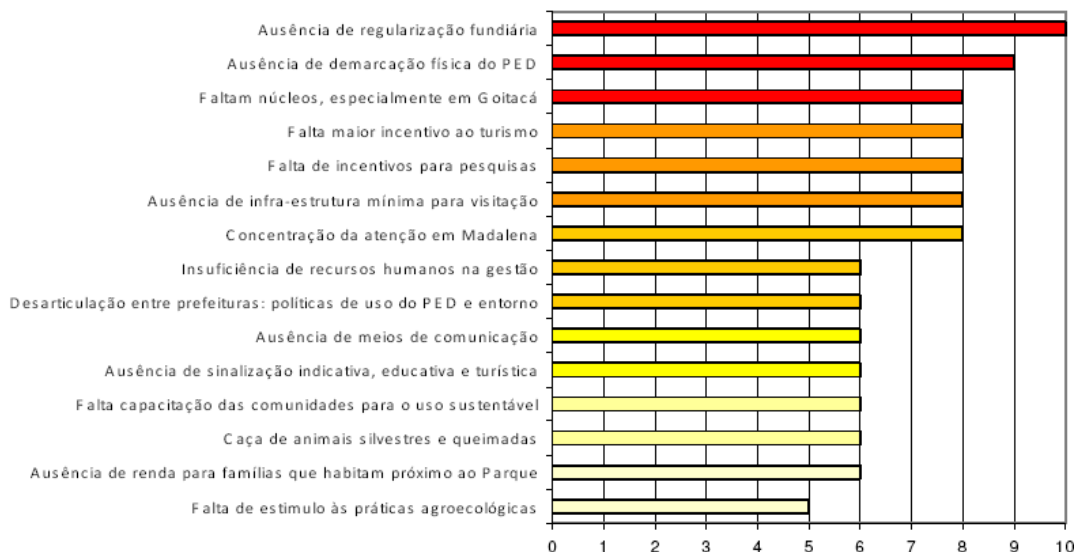 Ausência de regularização fundiária
Ausência de demarcação física do PED
Faltam núcleos, especialmente em Goitacá
Falta maior incentivo ao turismo
Falta de incentivos para pesquisas
Ausência de infra-estrutura mínima para visitação
Concentração da atenção em Madalena
Insuficiência de recursos humanos na gestão
Desarticulação entre prefeituras: políticas de uso do PED e entorno
Ausência de meios de comunicação
Ausência de sinalização indicativa, educativa e turística
Falta capacitação das comunidades para o uso sustentável
Caça de animais silvestres e queimadas
Ausência de renda para famílias que habitam próximo ao Parque
Falta de estimulo às práticas agroecológicas
0 1 2 3 4 5 6 7 8 9 10